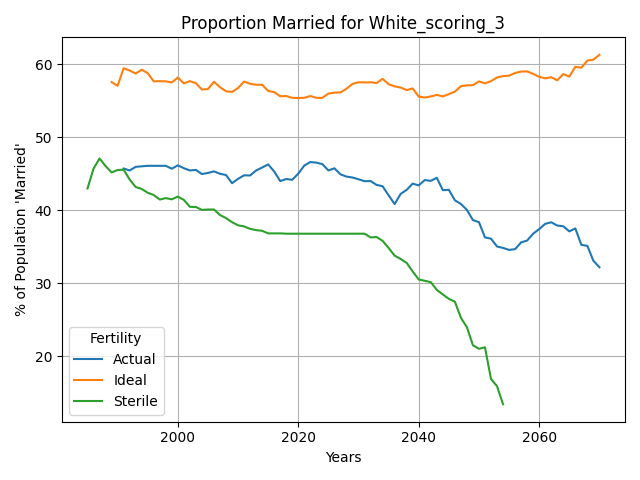 Proportion Married for White_scoring_3
% of Population 'Married'
60
50
40
30
20
Fertility
Actual
Ideal
Sterile
2000 2020 2040 2060
Years